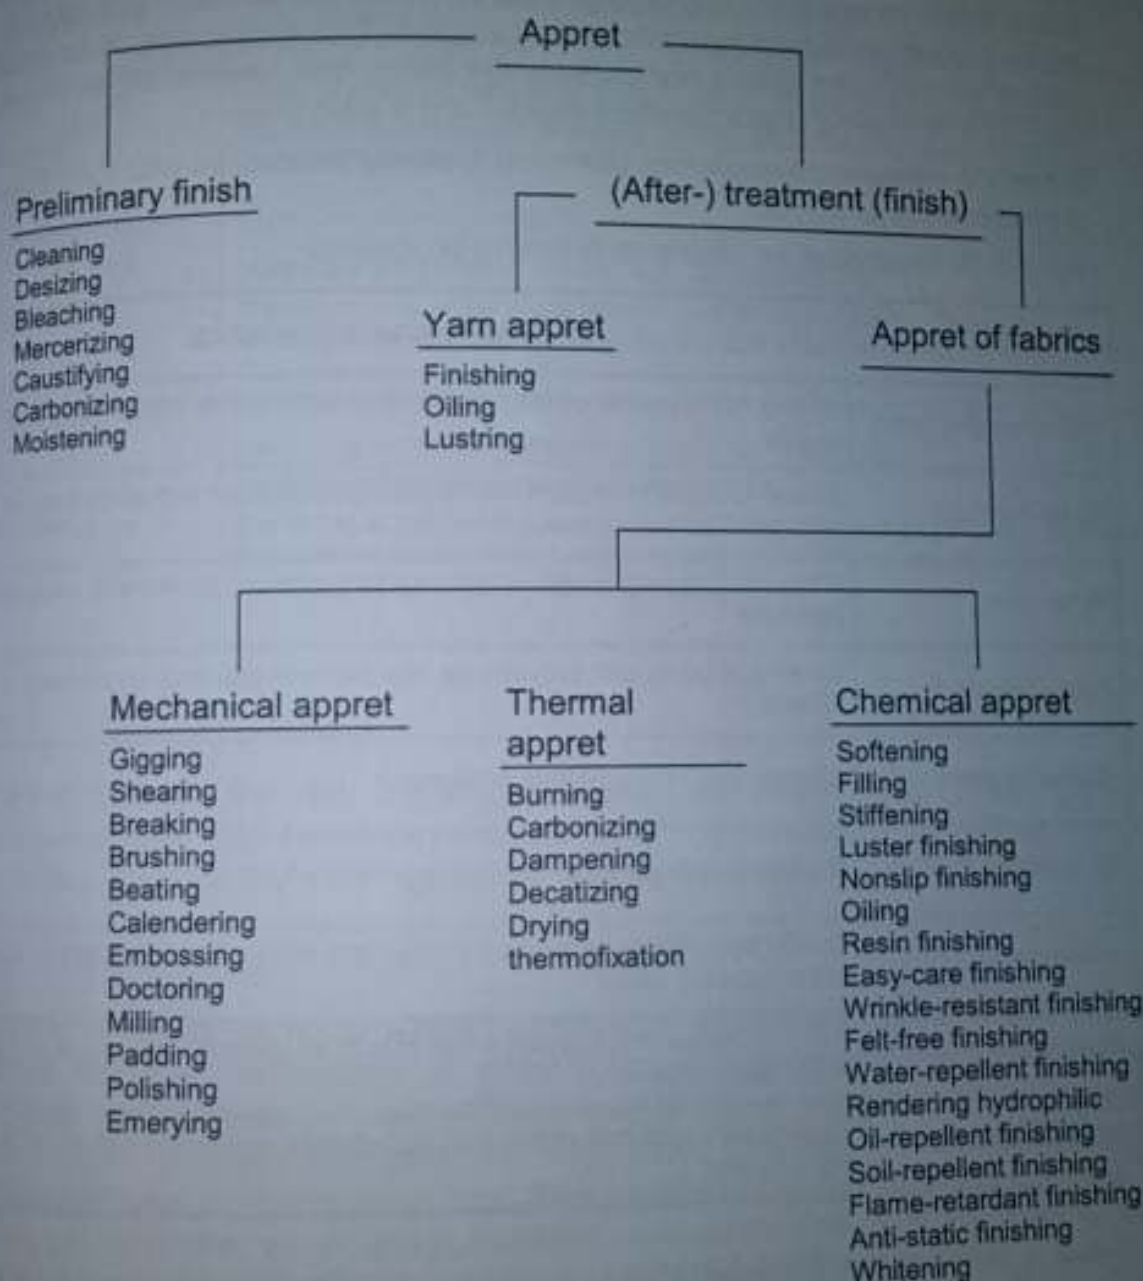 Appret
Preliminary finish
Cleaning
Desizing
Bleaching
Mercerizing
Caustifying
Carbonizing
Moistening
(After-) treatment (finish)
Yarn appret
Finishing
Oiling
Lustring
Appret of fabrics
Mechanical appret
Gigging
Shearing
Breaking
Brushing
Beating
Calendering
Embossing
Doctoring
Milling
Padding
Polishing
Emerying
Thermal
appret
Burning
Carbonizing
Dampening
Decatizing
Drying
thermofixation
Chemical appret
Softening
Filling
Stiffening
Luster finishing
Nonslip finishing
Oiling
Resin finishing
Easy-care finishing
Wrinkle-resistant finishing
Felt-free finishing
Water-repellent finishing
Rendering hydrophilic
Oil-repellent finishing
Soil-repellent finishing
Flame-retardant finishing
Anti-static finishing
Whitening